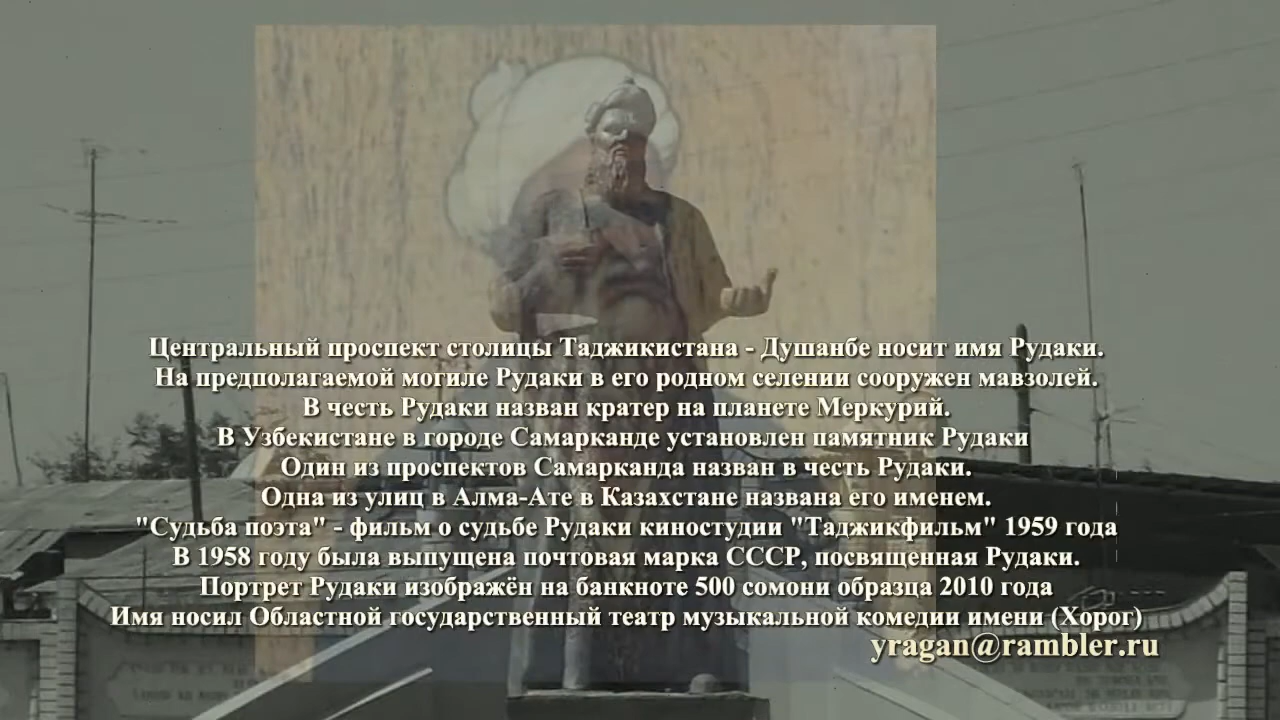 Центральный проспект столицы Таджикистана - Душанбе носит имя Рудаки.
На предполагаемой могиле Рудаки в его родном селении сооружен мавзолей.
В честь Рудаки назван кратер на планете Меркурий.
В Узбекистане в городе Самарканде установлен памятник Рудаки
Один из проспектов Самарканда назван в честь Рудаки.
Одна из улиц в Алма-Ате в Казахстане названа его именем.
"Судьба поэта" - фильм о судьбе Рудаки киностудии "Таджикфильм" 1959 года
В 1958 году была выпущена почтовая марка СССР, посвященная Рудаки.
Портрет Рудаки изображён на банкноте 500 сомони образца 2010 года
Имя носил Областной государственный театр музыкальной комедии имени (Хорог)
yragan@rambler.ru